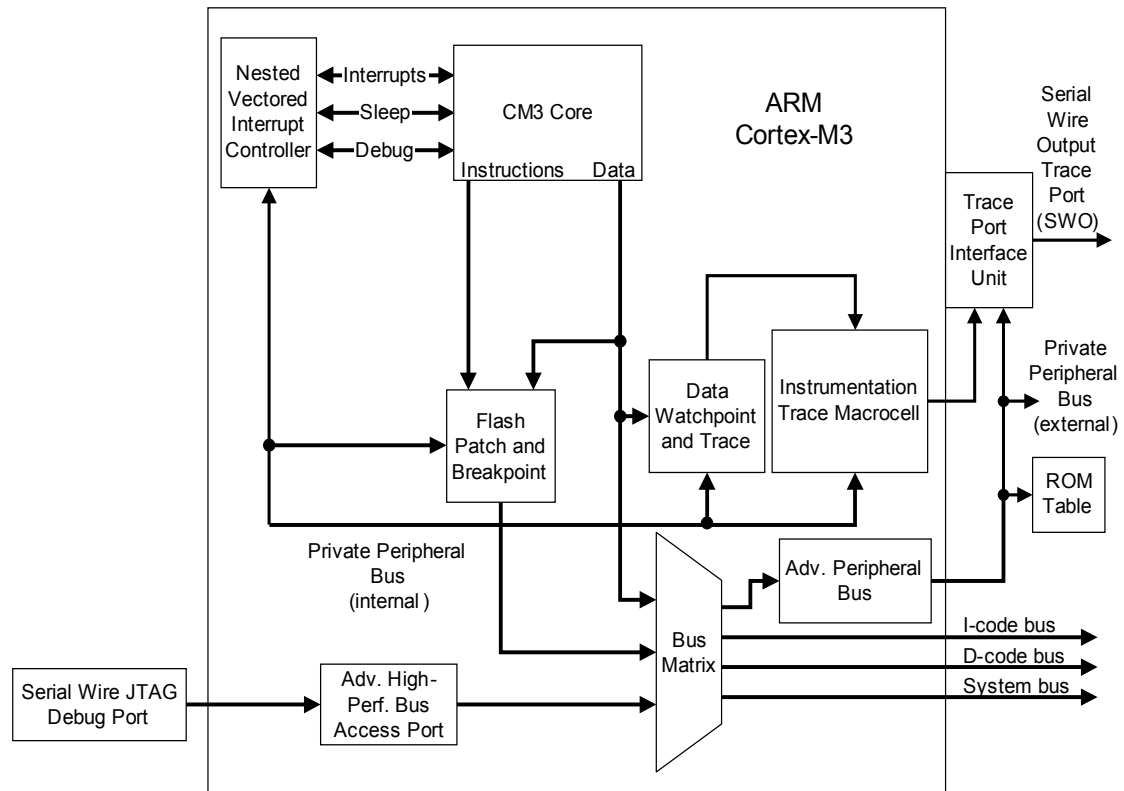 Nested
Vectored
Interrupt
Controller
Interrupts
Sleep
Debug
CM3 Core
Instructions
Data
ARM
Cortex-M3
Serial
Wire
Output
Trace
Port
(SWO)
Trace
Port
Interface
Unit
Flash
Patch and
Breakpoint
Data
Watchpoint
and Trace
Instrumentation
Trace Macrocell
Private
Peripheral
Bus
(external)
ROM
Table
Private Peripheral
Bus
(internal)
Adv. Peripheral
Bus
Bus
Matrix
I-code bus
D-code bus
System bus
Serial Wire JTAG
Debug Port
Adv. High-
Perf. Bus
Access Port